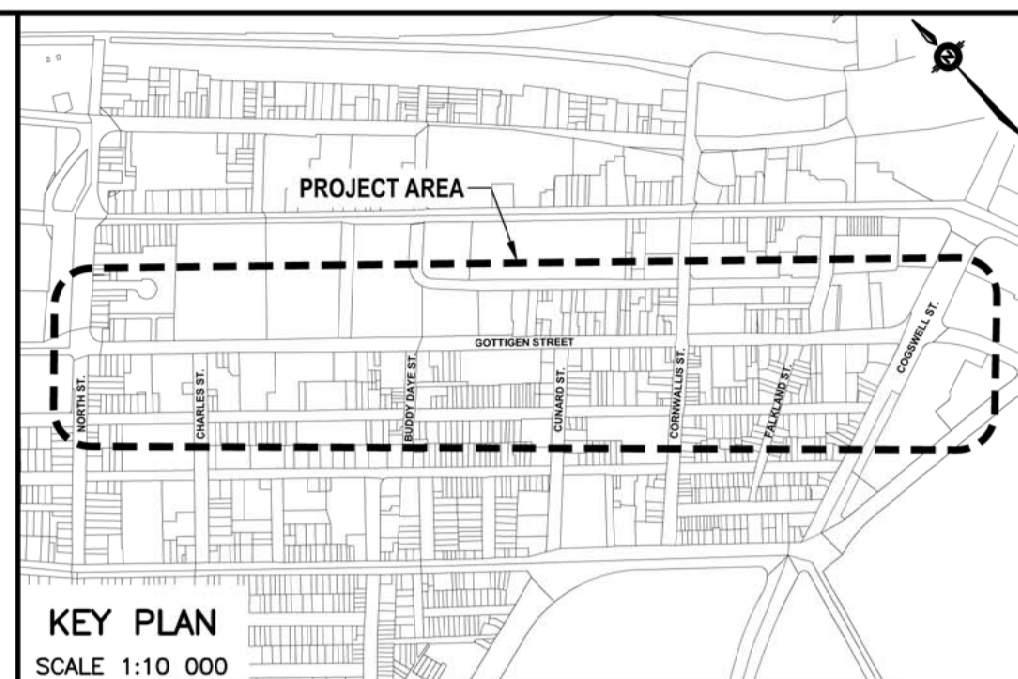 PROJECT AREA
GOTTIGEN STREET
NORTH ST.
CHARLES ST.
BUDDY DAYE ST.
CUNARD ST.
CORNWALLIS ST.
FALKLAND ST.
COGSWELL ST.
N
KEY PLAN
SCALE 1:10 000